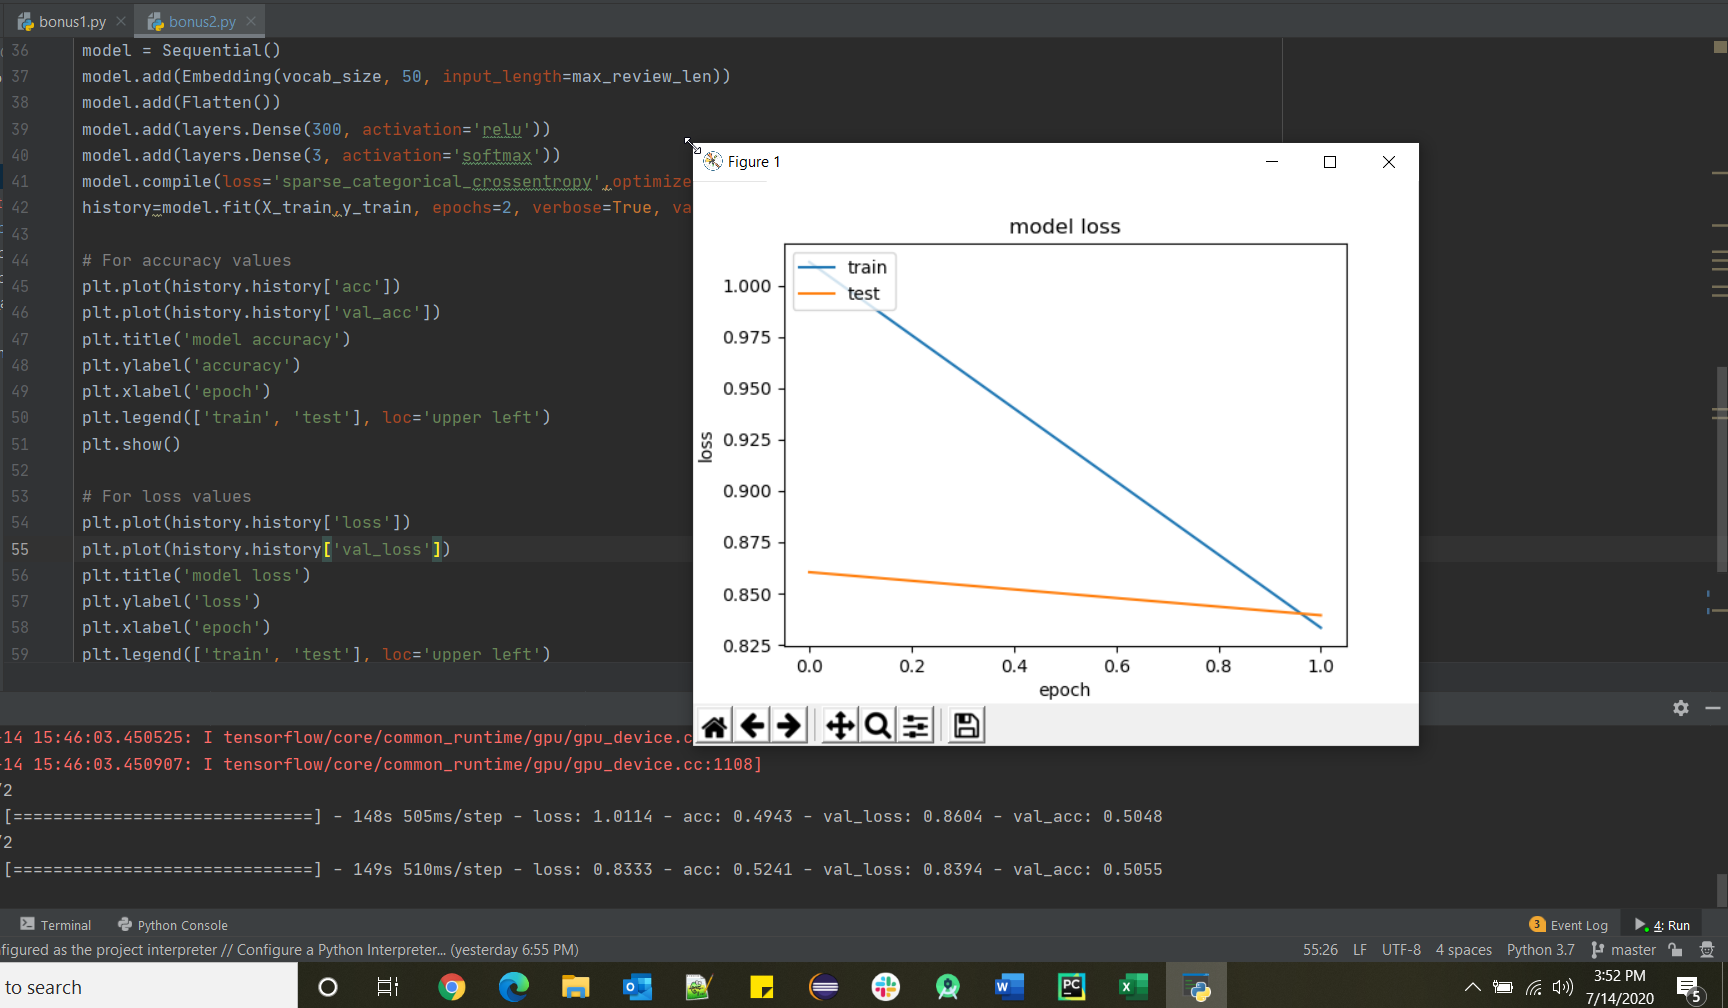 bonus1.py
bonus2.py
36 model = Sequential()
37 model.add(Embedding(vocab_size, 50, input_length=max_review_len))
38 model.add(Flatten())
39 model.add(layers.Dense(300, activation='relu'))
40 model.add(layers.Dense(3, activation='softmax'))
41 model.compile(loss='sparse_categorical_crossentropy',optimize
42 history=model.fit(X_train,y_train, epochs=2, verbose=True, va
43
44 # For accuracy values
45 plt.plot(history.history['acc'])
46 plt.plot(history.history['val_acc'])
47 plt.title('model accuracy')
48 plt.ylabel('accuracy')
49 plt.xlabel('epoch')
50 plt.legend(['train', 'test'], loc='upper left')
51 plt.show()
52
53 # For loss values
54 plt.plot(history.history['loss'])
55 plt.plot(history.history['val_loss'])
56 plt.title('model loss')
57 plt.ylabel('loss')
58 plt.xlabel('epoch')
59 plt.legend(['train', 'test'], loc='upper left')
Figure 1
model loss
train
test
1.000
0.975
0.950
0.925
0.900
0.875
0.850
0.825
loss
0.0 0.2 0.4 0.6 0.8 1.0
epoch
-14 15:46:03.450525: I tensorflow/core/common_runtime/gpu/gpu_device.c
-14 15:46:03.450907: I tensorflow/core/common_runtime/gpu/gpu_device.cc:1108]
/2
[==============================] - 148s 505ms/step - loss: 1.0114 - acc: 0.4943 - val_loss: 0.8604 - val_acc: 0.5048
/2
[==============================] - 149s 510ms/step - loss: 0.8333 - acc: 0.5241 - val_loss: 0.8394 - val_acc: 0.5055
Terminal
Python Console
3 Event Log
4: Run
figured as the project interpreter // Configure a Python Interpreter... (yesterday 6:55 PM)
55:26 LF UTF-8 4 spaces Python 3.7 master
to search
PC
3:52 PM
7/14/2020
5